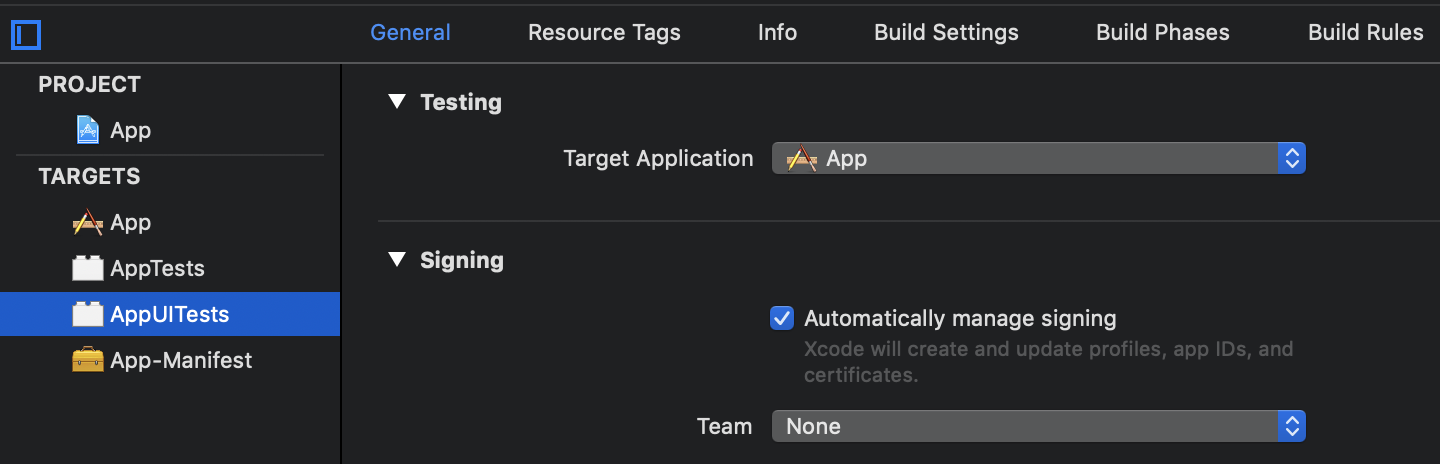 General Resource Tags Info Build Settings Build Phases Build Rules
PROJECT
App
TARGETS
App
AppTests
AppUITests
App-Manifest
Testing
Target Application App
Signing
Automatically manage signing
Xcode will create and update profiles, app IDs, and
certificates.
Team None